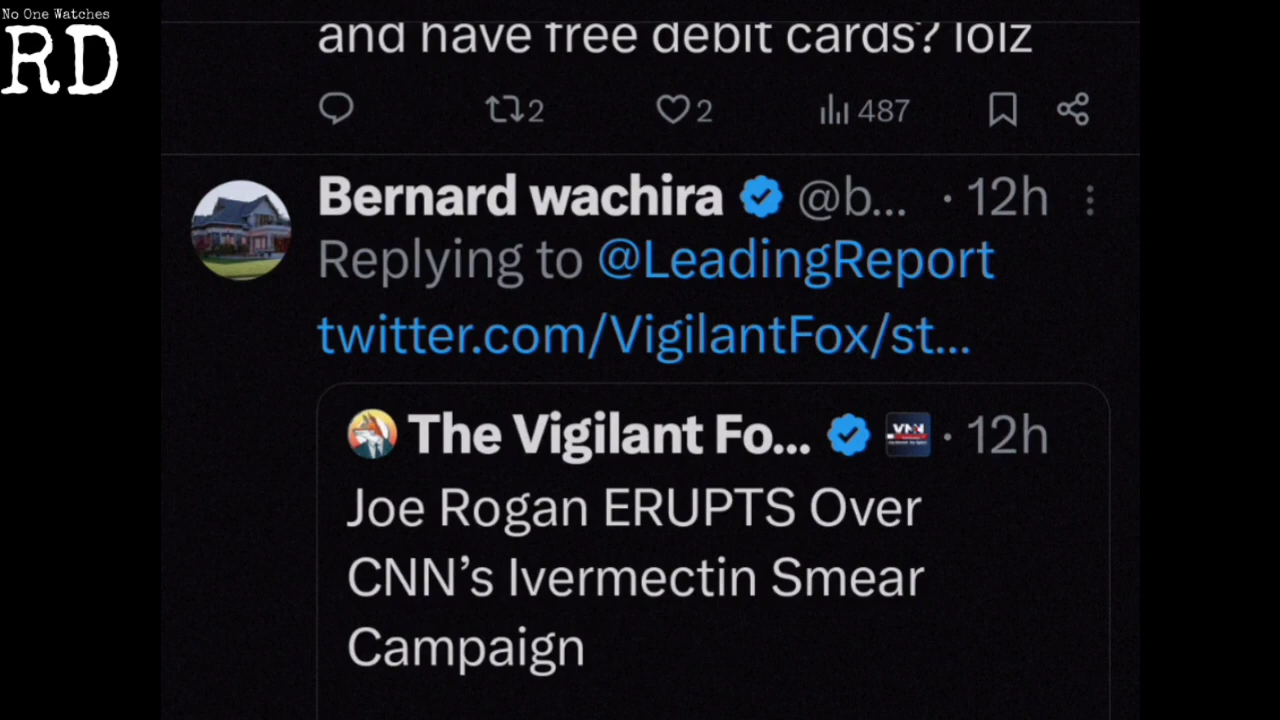 No One Watches
RD
and have free debit cards? lolz
2 2 487
Bernard wachira @b... · 12h
Replying to @LeadingReport
twitter.com/VigilantFox/st...
The Vigilant Fo... VNN · 12h
Joe Rogan ERUPTS Over
CNN’s Ivermectin Smear
Campaign